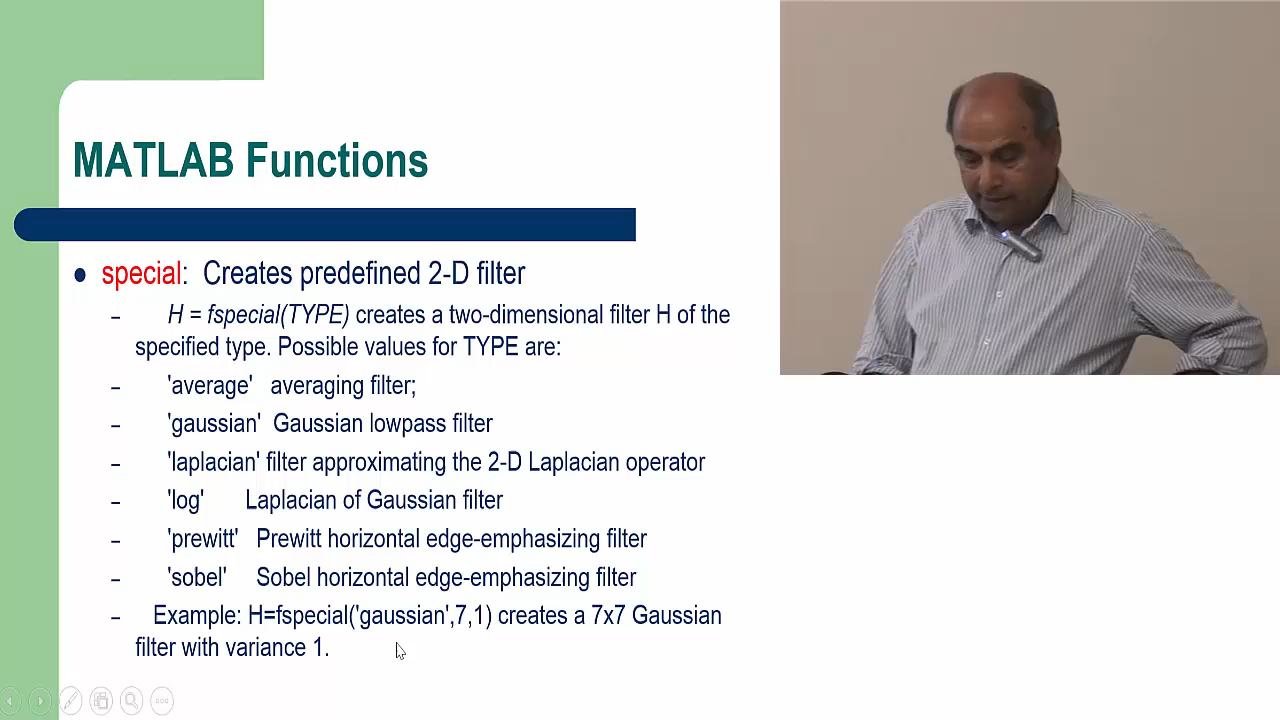 MATLAB Functions
special: Creates predefined 2-D filter
H = fspecial(TYPE) creates a two-dimensional filter H of the
specified type. Possible values for TYPE are:
'average' averaging filter;
'gaussian' Gaussian lowpass filter
'laplacian' filter approximating the 2-D Laplacian operator
'log' Laplacian of Gaussian filter
'prewitt' Prewitt horizontal edge-emphasizing filter
'sobel' Sobel horizontal edge-emphasizing filter
Example: H=fspecial('gaussian',7,1) creates a 7x7 Gaussian
filter with variance 1.